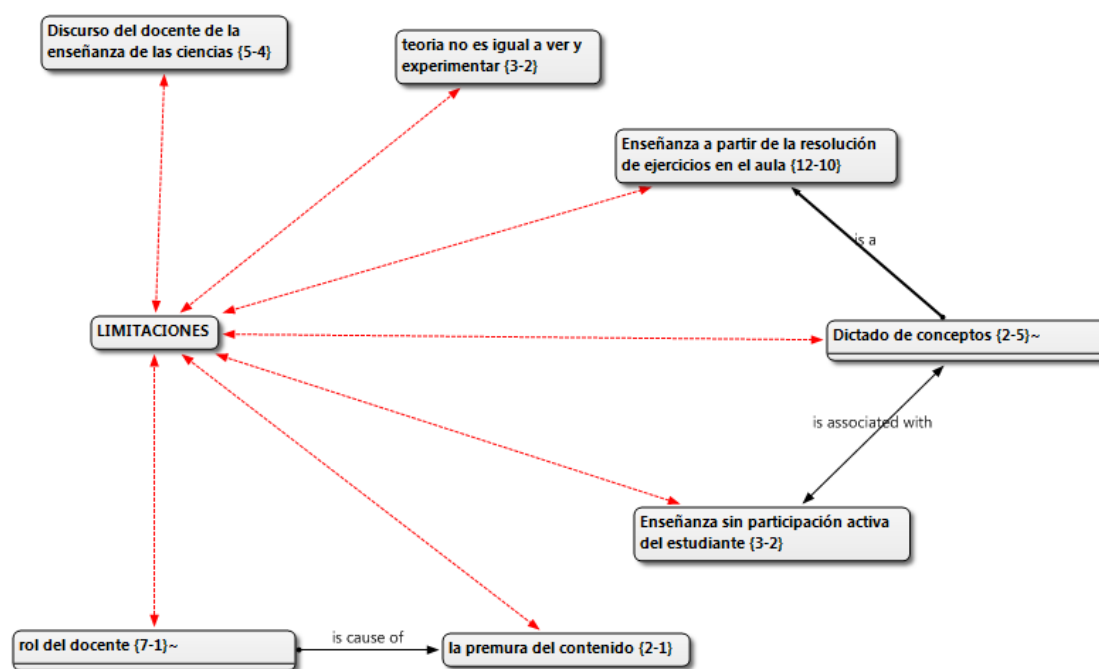 Discurso del docente de la
enseñanza de las ciencias {5-4}
teoria no es igual a ver y
experimentar {3-2}
Enseñanza a partir de la resolución
de ejercicios en el aula {12-10}
is a
LIMITACIONES
Dictado de conceptos {2-5}~
is associated with
Enseñanza sin participación activa
del estudiante {3-2}
rol del docente {7-1}~
is cause of
la premura del contenido {2-1}